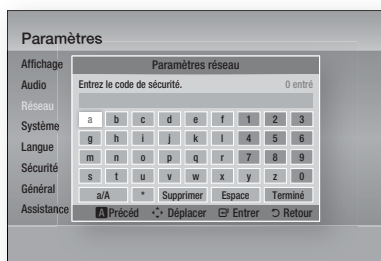 Paramètres
Affichage
Audio
Réseau
Système
Langue
Sécurité
Général
Assistance
Paramètres réseau
Entrez le code de sécurité. 0 entré
a b c d e f 1 2 3
g h i j k l 4 5 6
m n o p q r 7 8 9
s t u v w x y z 0
a/A * Supprimer Espace Terminé
A Précéd Déplacer Entrer Retour